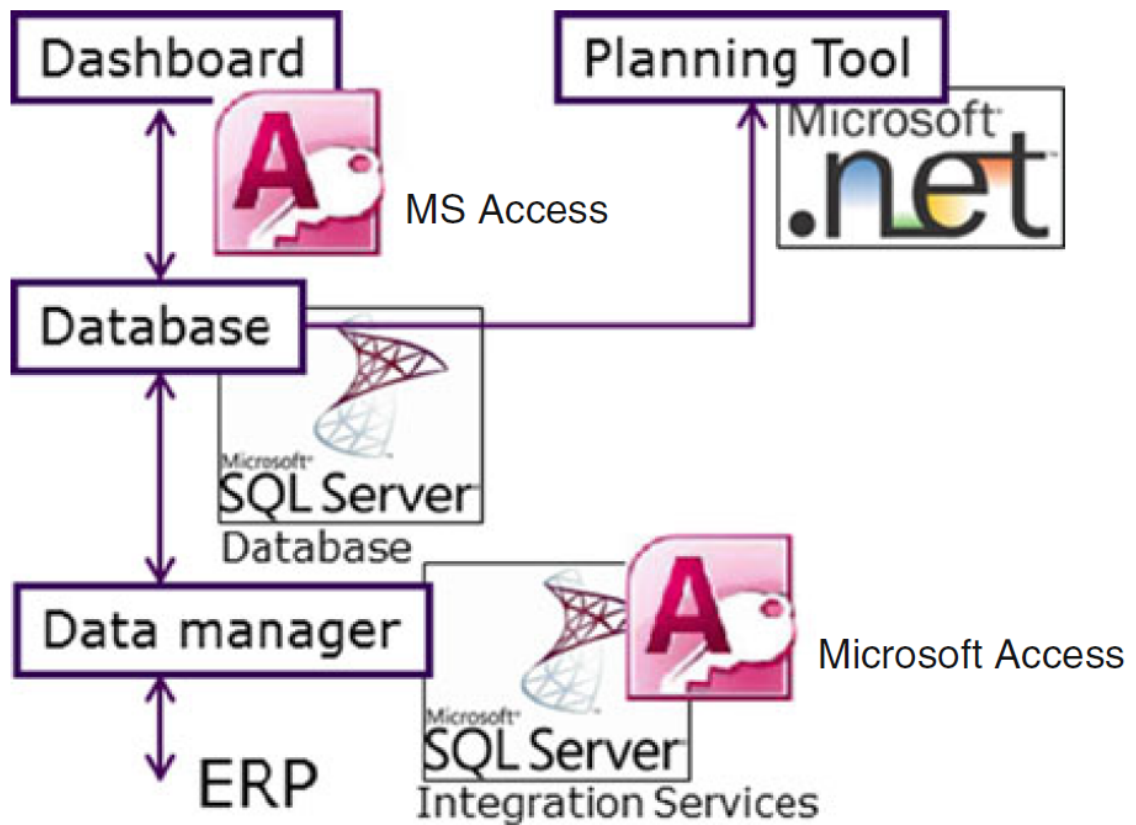 Dashboard
Planning Tool
Microsoft
.net
A
MS Access
Database
Microsoft
SQL Server
Database
Data manager
A
Microsoft Access
Microsoft
SQL Server
ERP
Integration Services